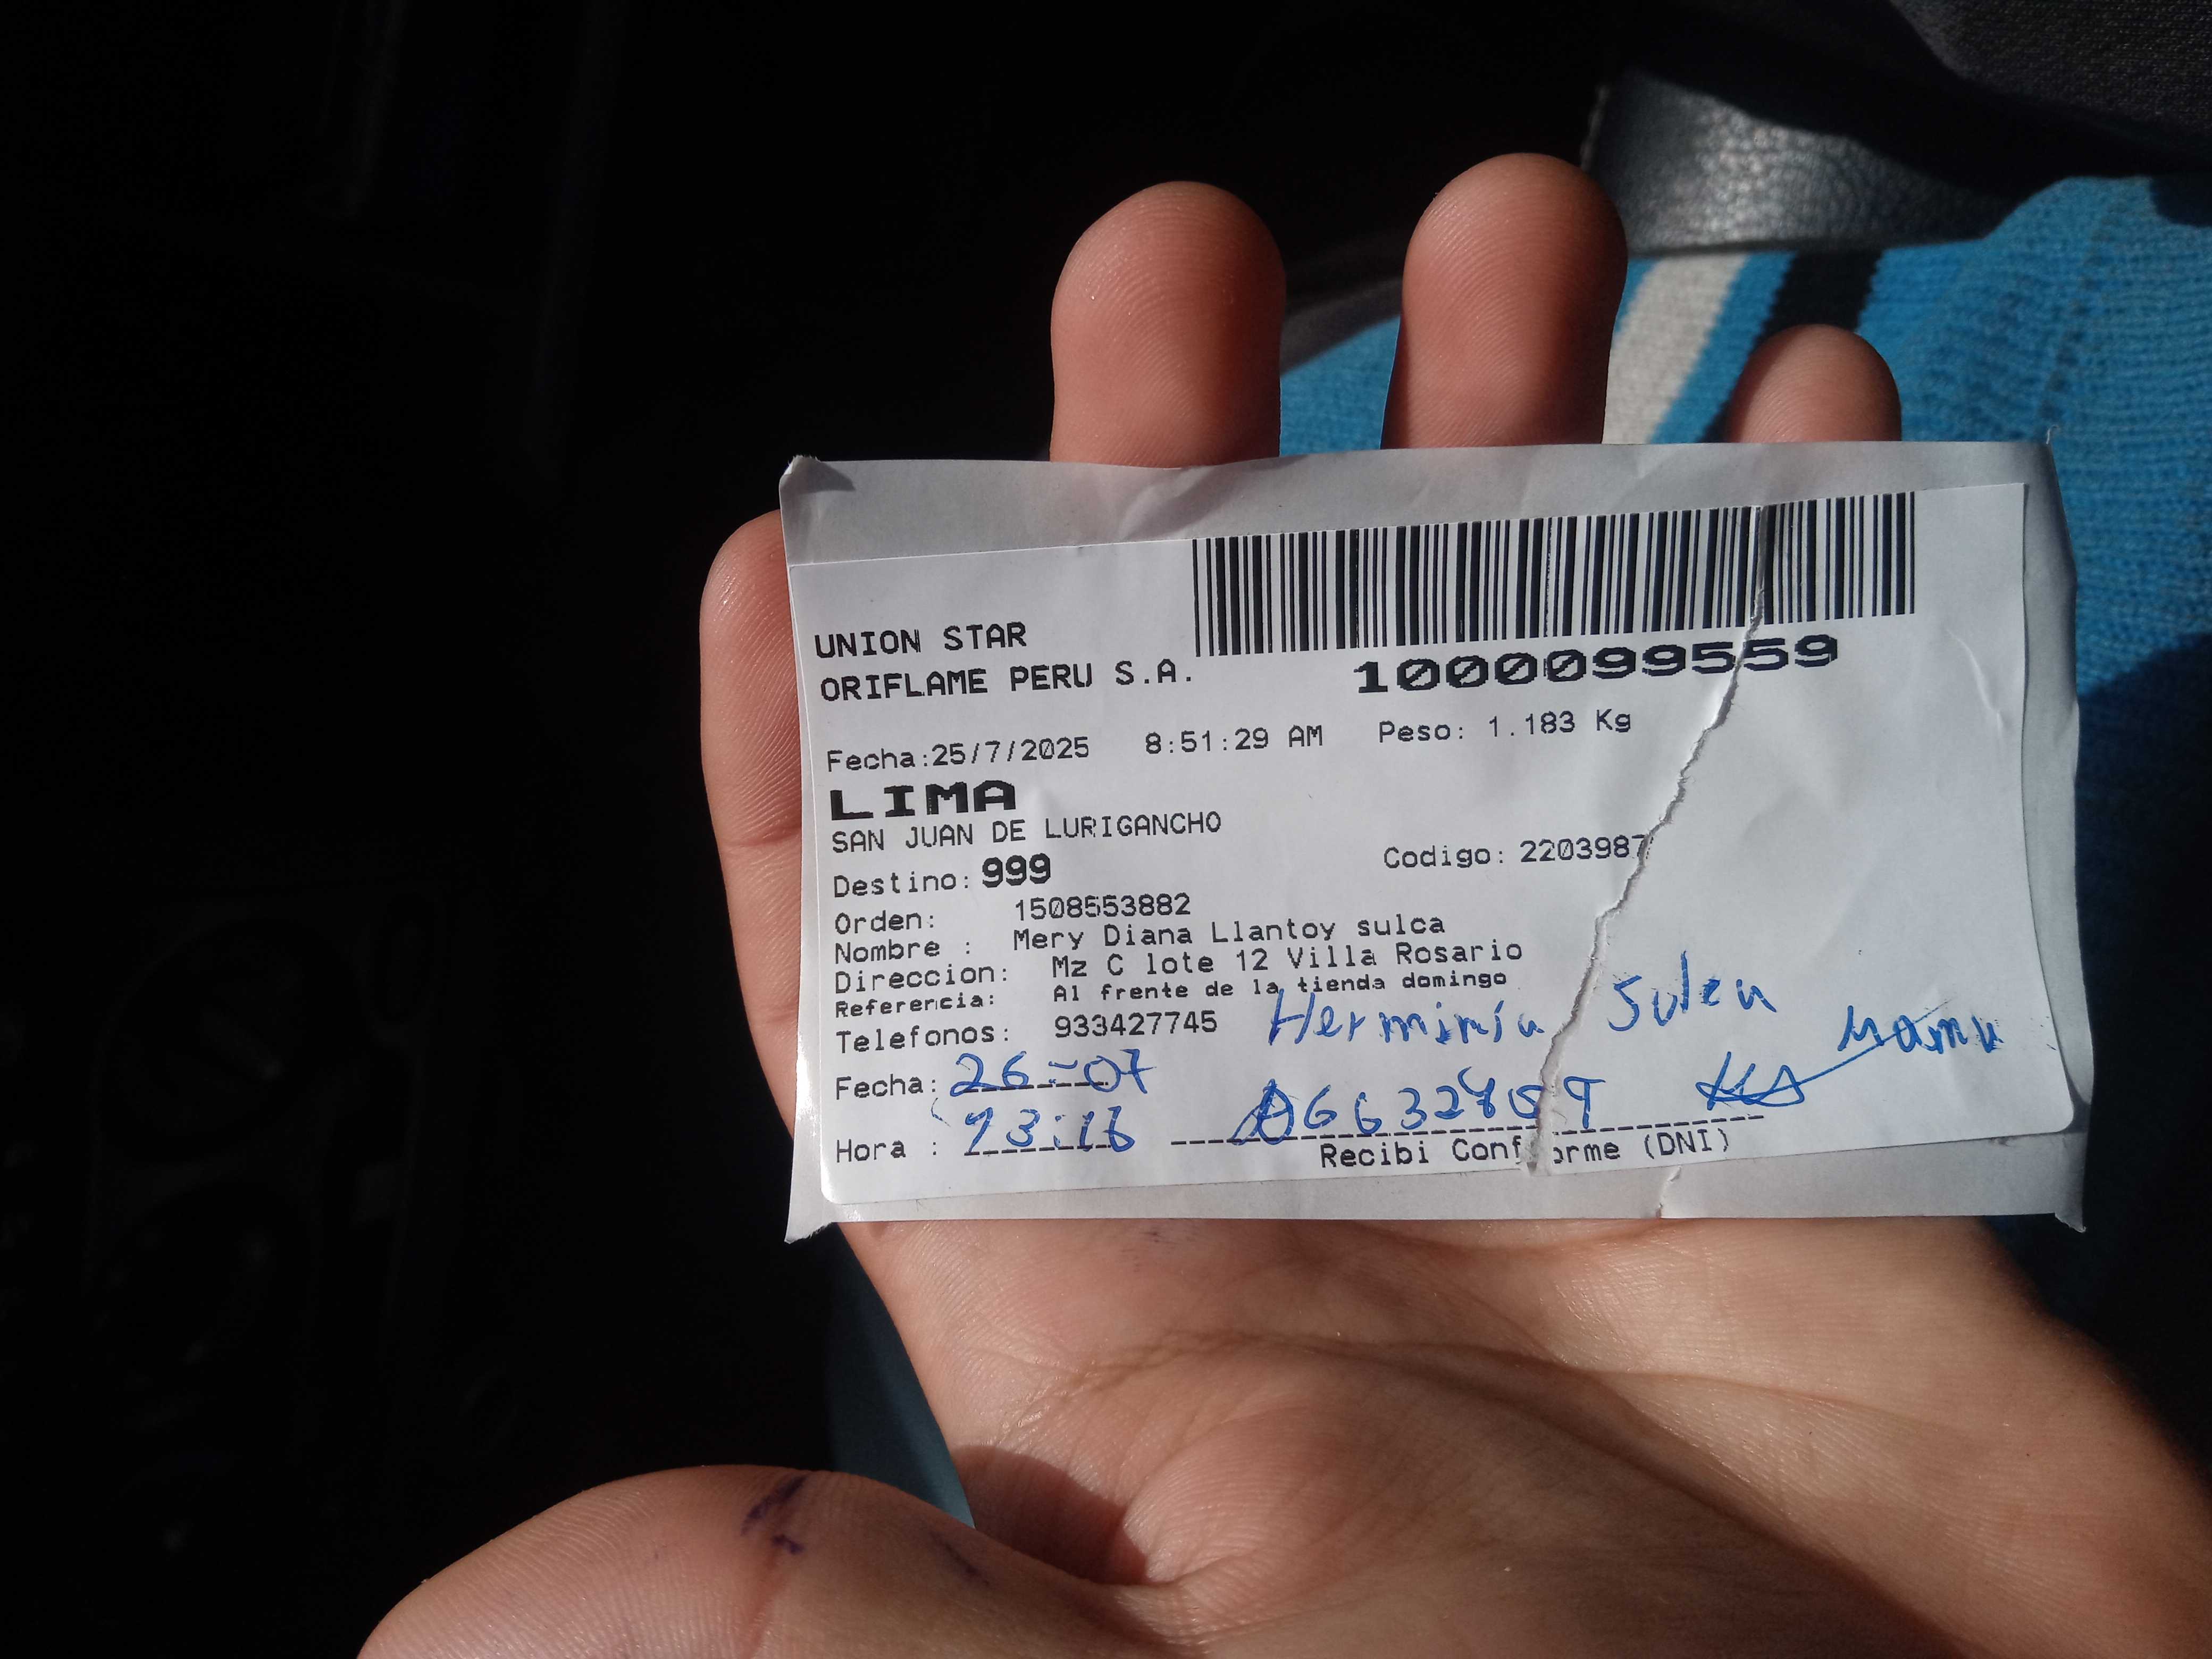 UNION STAR
ORIFLAME PERU S.A.
1000099559
Fecha:25/7/2025 8:51:29 AM Peso: 1.183 Kg
LIMA
SAN JUAN DE LURIGANCHO
Destino: 999 Codigo: 2203987
Orden: 1508553882
Nombre : Mery Diana Llantoy sulca
Direccion: Mz C lote 12 Villa Rosario
Referencia: Al frente de la tienda domingo
Telefonos: 933427745
Herminia Sulca
Mama
Fecha: 26-07
Hora : 13:16
Recibi Conforme (DNI)